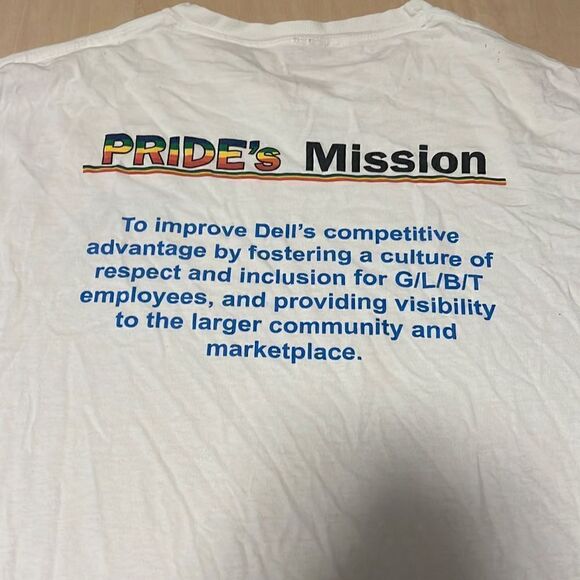 PRIDE's Mission
To improve Dell's competitive
advantage by fostering a culture of
respect and inclusion for G/L/B/T
employees, and providing visibility
to the larger community and
marketplace.